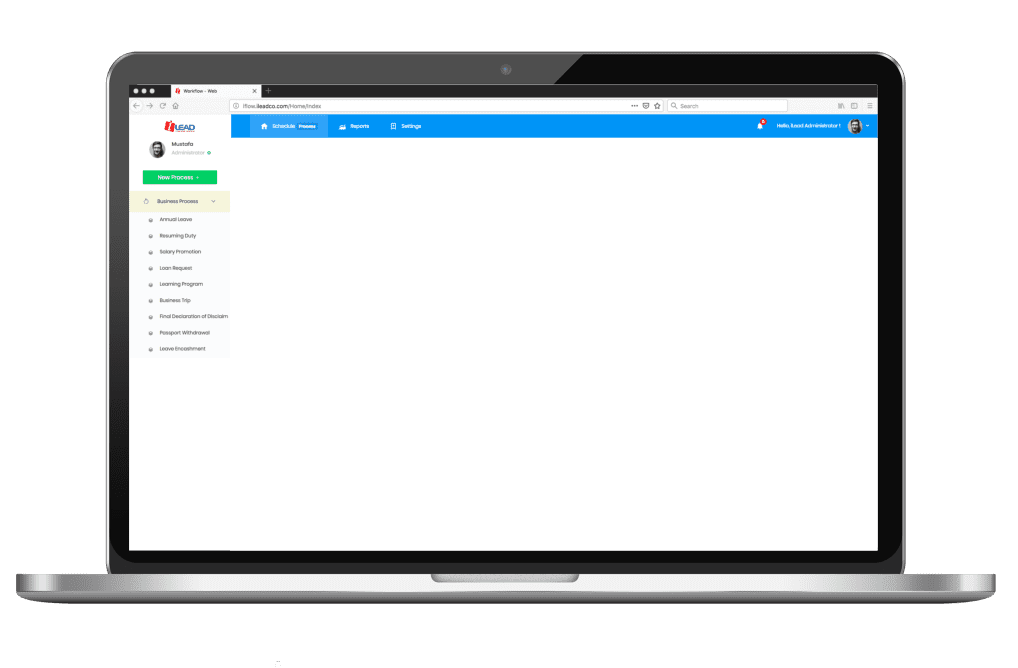 Workflow - Web
iflow.ileadco.com/Home/Index
Search
iLEAD
Mustafa
Administrator
New Process +
Business Process
Annual Leave
Resuming Duty
Salary Promotion
Loan Request
Learning Program
Business Trip
Final Declaration of Disclaim
Passport Withdrawal
Leave Encashment
Schedule Process
Reports
Settings
Hello, iLead Administrator !